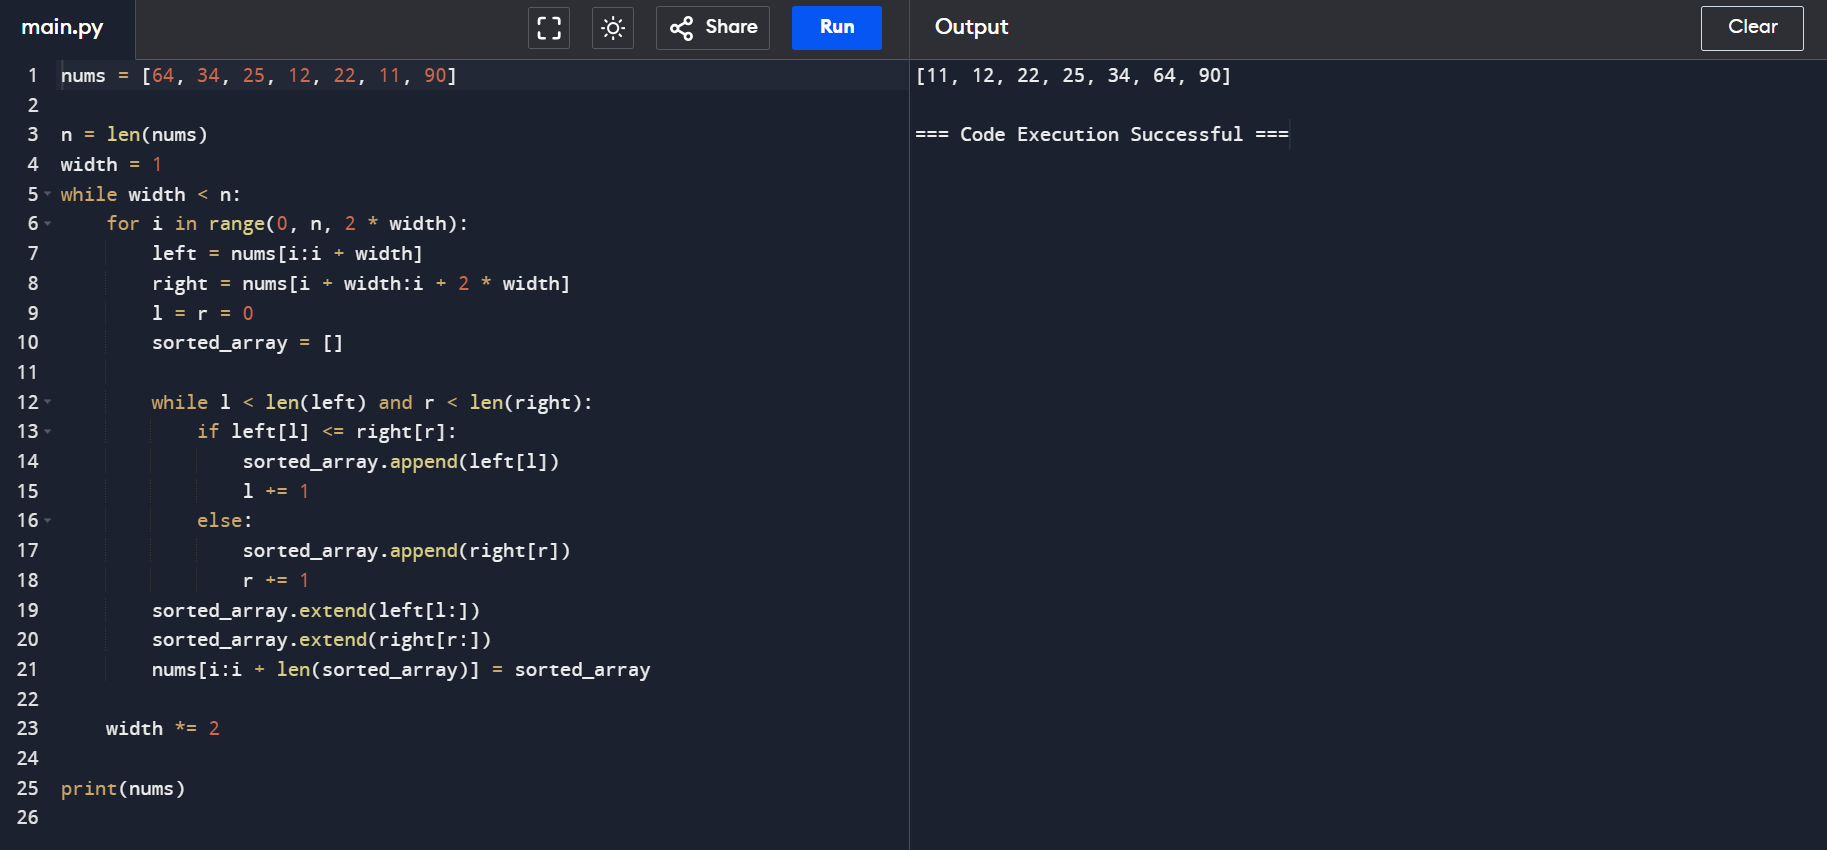 main.py
Share
Run
Output
Clear
1 nums = [64, 34, 25, 12, 22, 11, 90]
2
3 n = len(nums)
4 width = 1
5 while width < n:
6     for i in range(0, n, 2 * width):
7         left = nums[i:i + width]
8         right = nums[i + width:i + 2 * width]
9         l = r = 0
10         sorted_array = []
11
12         while l < len(left) and r < len(right):
13             if left[l] <= right[r]:
14                 sorted_array.append(left[l])
15                 l += 1
16             else:
17                 sorted_array.append(right[r])
18                 r += 1
19         sorted_array.extend(left[l:])
20         sorted_array.extend(right[r:])
21         nums[i:i + len(sorted_array)] = sorted_array
22
23     width *= 2
24
25 print(nums)
26
[11, 12, 22, 25, 34, 64, 90]
=== Code Execution Successful ===